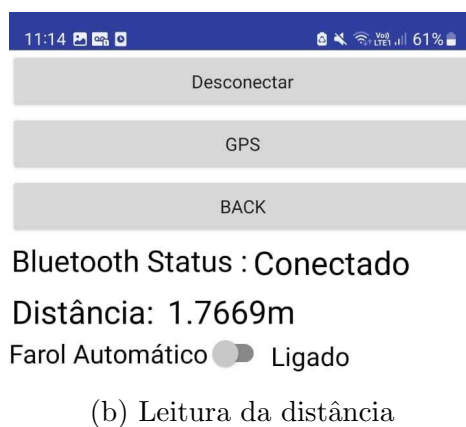 11:14 61%
Desconectar
GPS
BACK
Bluetooth Status : Conectado
Distância: 1.7669m
Farol Automático Ligado
(b) Leitura da distância